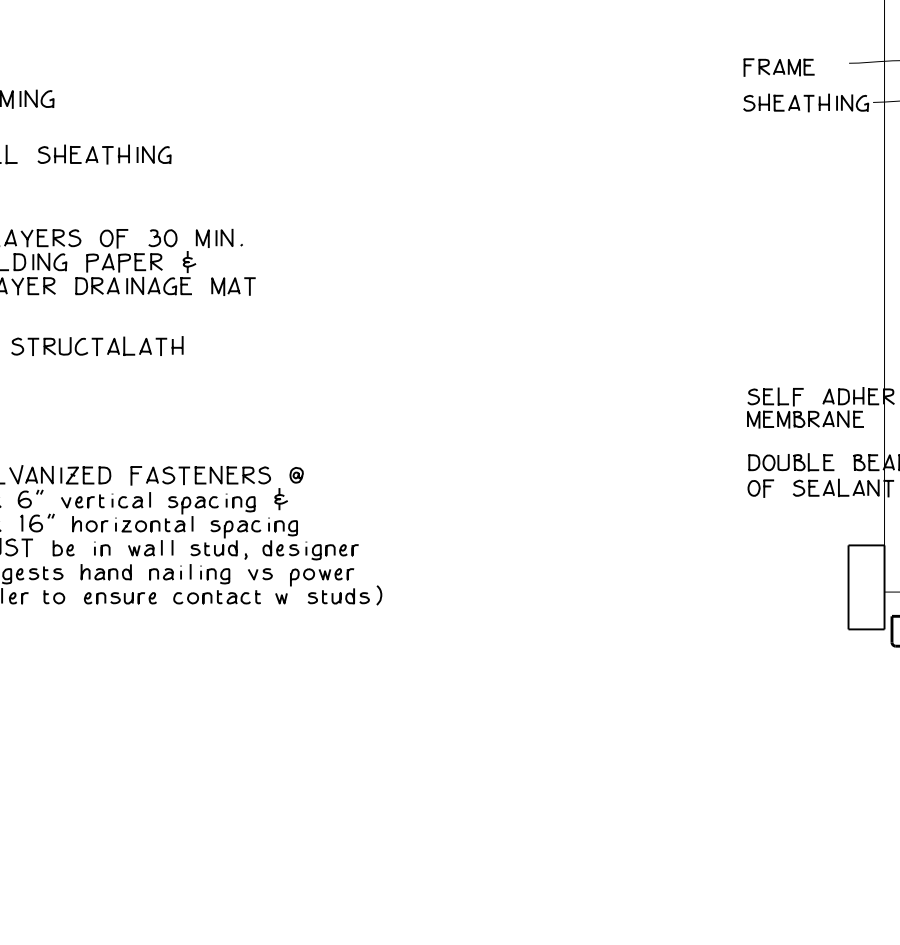 MING
SHEATHING
LAYERS OF 30 MIN.
LDING PAPER &
AYER DRAINAGE MAT
STRUCTALATH
LVANIZED FASTENERS @
6" vertical spacing &
16" horizontal spacing
UST be in wall stud, designer
gests hand nailing vs power
ler to ensure contact w studs)
FRAME
SHEATHING
SELF ADHER
MEMBRANE
DOUBLE BEA
OF SEALANT